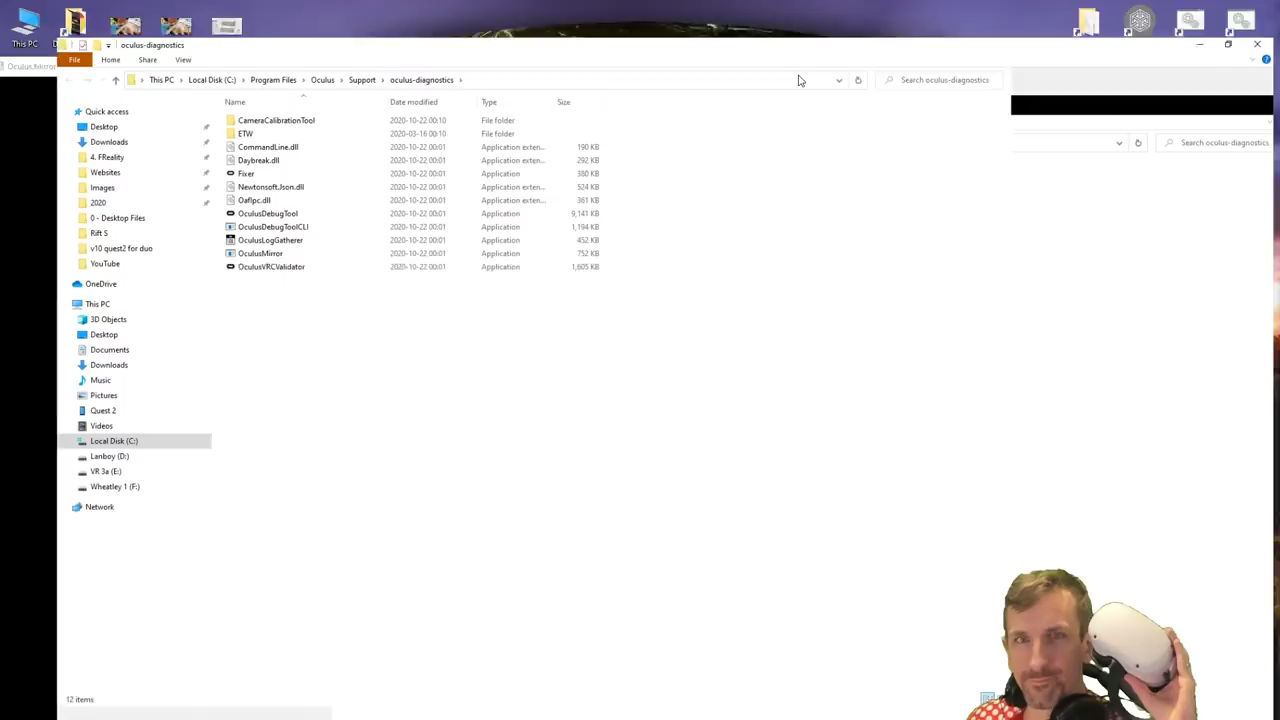 This PC
oculus-diagnostics
File Home Share View
This PC Local Disk (C:) Program Files Oculus Support oculus-diagnostics
Search oculus-diagnostics
Search oculus-diagnostics
Name Date modified Type Size
CameraCalibrationTool 2020-10-22 00:10 File folder
ETW 2020-03-16 00:10 File folder
CommandLine.dll 2020-10-22 00:01 Application exten... 190 KB
Daybreak.dll 2020-10-22 00:01 Application exten... 292 KB
Fixer 2020-10-22 00:01 Application 380 KB
Newtonsoft.Json.dll 2020-10-22 00:01 Application exten... 524 KB
OafIpc.dll 2020-10-22 00:01 Application exten... 361 KB
OculusDebugTool 2020-10-22 00:01 Application 9,141 KB
OculusDebugToolCLI 2020-10-22 00:01 Application 1,194 KB
OculusLogGatherer 2020-10-22 00:01 Application 452 KB
OculusMirror 2020-10-22 00:01 Application 752 KB
OculusVRCValidator 2020-10-22 00:01 Application 1,605 KB
Quick access
Desktop
Downloads
4. FReality
Websites
Images
2020
0 - Desktop Files
Rift S
v10 quest2 for duo
YouTube
OneDrive
This PC
3D Objects
Desktop
Documents
Downloads
Music
Pictures
Quest 2
Videos
Local Disk (C:)
Lanboy (D:)
VR 3a (E:)
Wheatley 1 (F:)
Network
12 items